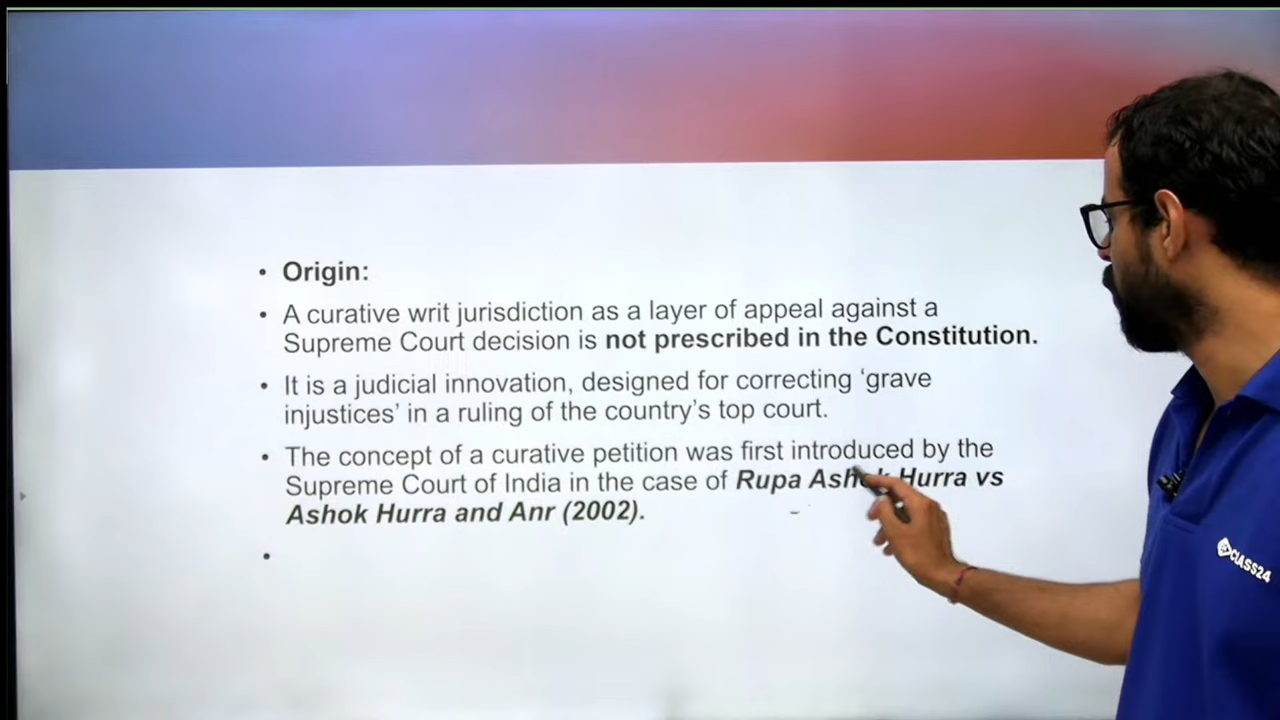 • Origin:
• A curative writ jurisdiction as a layer of appeal against a
Supreme Court decision is not prescribed in the Constitution.
• It is a judicial innovation, designed for correcting ‘grave
injustices’ in a ruling of the country’s top court.
• The concept of a curative petition was first introduced by the
Supreme Court of India in the case of Rupa Ashok Hurra vs
Ashok Hurra and Anr (2002).
•
CLASS24